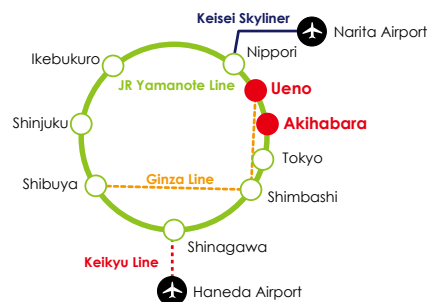 Keisei Skyliner
Narita Airport
Nippori
Ikebukuro
JR Yamanote Line
Ueno
Shinjuku
Akihabara
Tokyo
Ginza Line
Shibuya
Shimbashi
Shinagawa
Keikyu Line
Haneda Airport